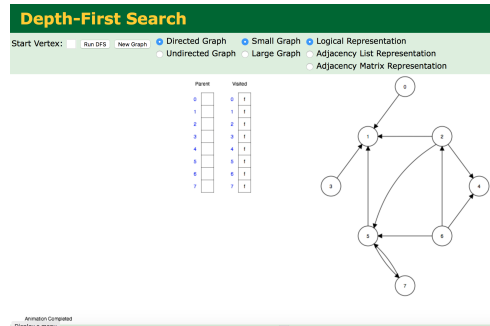 Depth-First Search
Start Vertex: Run DFS New Graph Directed Graph Small Graph Logical Representation
Undirected Graph Large Graph Adjacency List Representation
Adjacency Matrix Representation
Parent Visited
0 0 f
1 1 f
2 2 f
3 3 f
4 4 f
5 5 f
6 6 f
7 7 f
0
1 2
3 4
5 6
7
Animation Completed
Display a menu